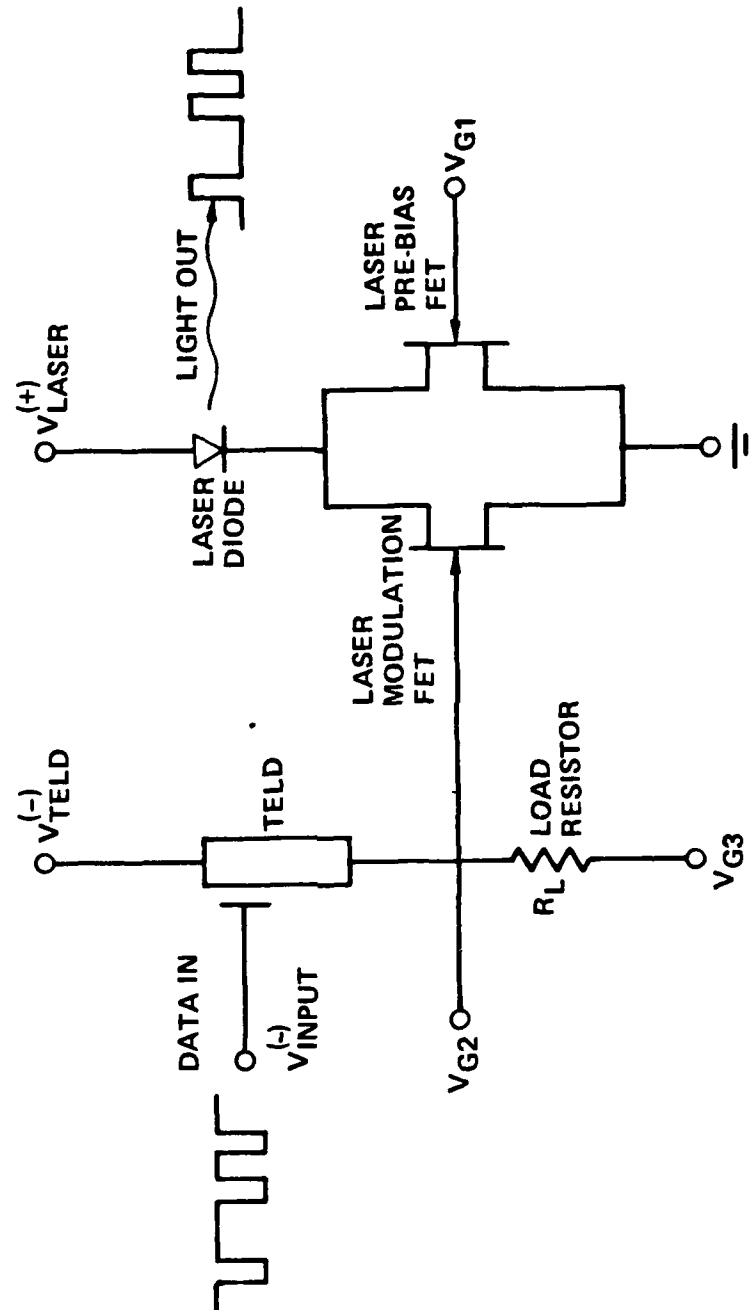 V(-)TELD
V(+)LASER
DATA IN
V(-)INPUT
TELD
LASER
DIODE
LIGHT OUT
LASER
MODULATION
FET
LASER
PRE-BIAS
FET
VG1
VG2
RL
LOAD
RESISTOR
VG3